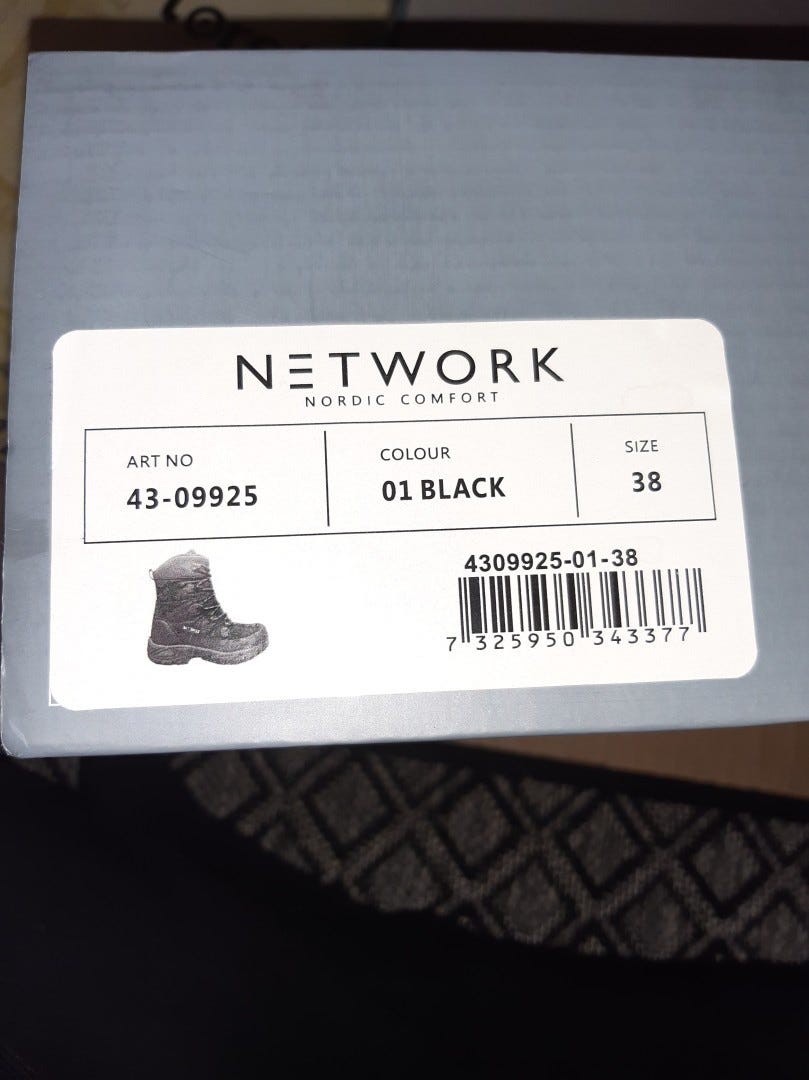 NETWORK
NORDIC COMFORT
ART NO
43-09925
COLOUR
01 BLACK
SIZE
38
4309925-01-38
7 325950 343377